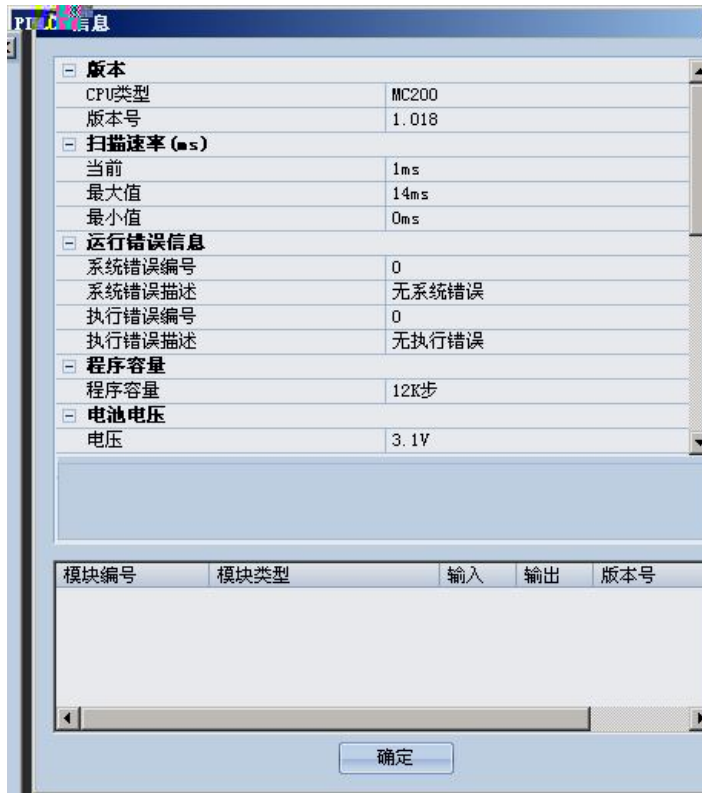 PLC信息
版本
CPU类型 MC200
版本号 1.018
扫描速率(ms)
当前 1ms
最大值 14ms
最小值 0ms
运行错误信息
系统错误编号 0
系统错误描述 无系统错误
执行错误编号 0
执行错误描述 无执行错误
程序容量
程序容量 12K步
电池电压
电压 3.1V
模块编号 模块类型 输入 输出 版本号
确定